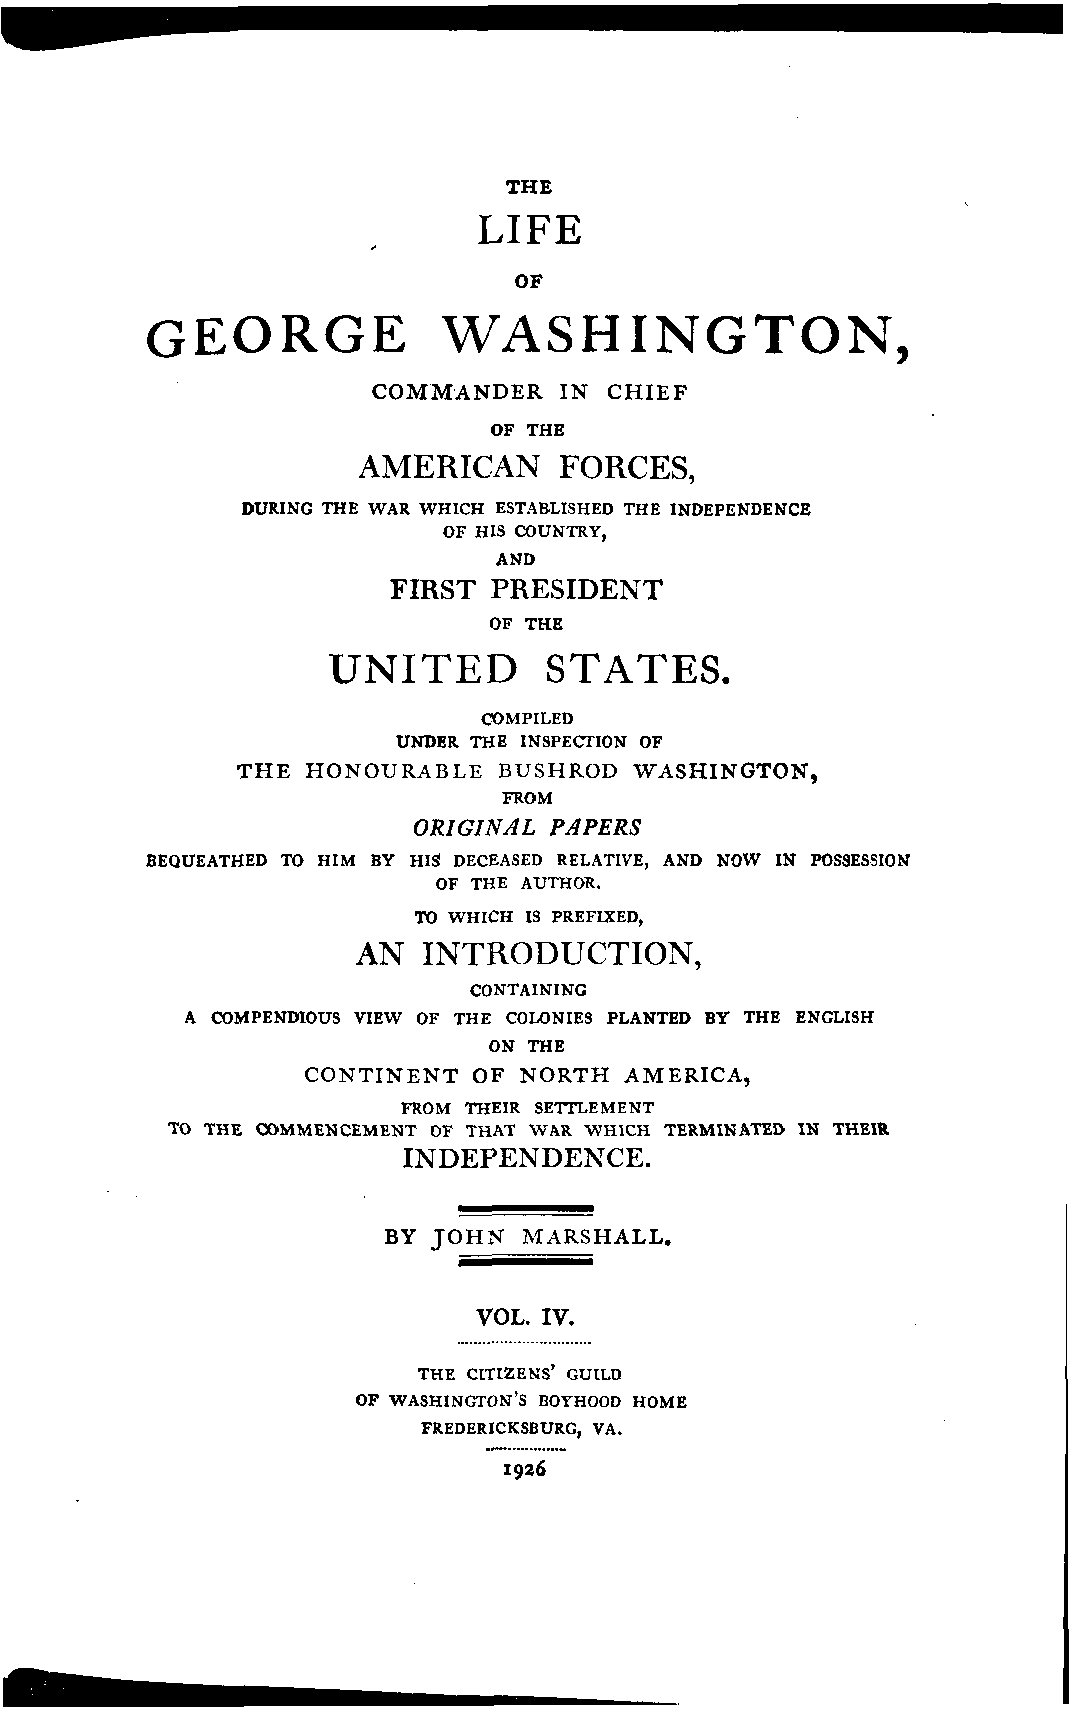 THE
LIFE
OF
GEORGE WASHINGTON,
COMMANDER IN CHIEF
OF THE
AMERICAN FORCES,
DURING THE WAR WHICH ESTABLISHED THE INDEPENDENCE
OF HIS COUNTRY,
AND
FIRST PRESIDENT
OF THE
UNITED STATES.
COMPILED
UNDER THE INSPECTION OF
THE HONOURABLE BUSHROD WASHINGTON,
FROM
ORIGINAL PAPERS
BEQUEATHED TO HIM BY HIS DECEASED RELATIVE, AND NOW IN POSSESSION
OF THE AUTHOR.
TO WHICH IS PREFIXED,
AN INTRODUCTION,
CONTAINING
A COMPENDIOUS VIEW OF THE COLONIES PLANTED BY THE ENGLISH
ON THE
CONTINENT OF NORTH AMERICA,
FROM THEIR SETTLEMENT
TO THE COMMENCEMENT OF THAT WAR WHICH TERMINATED IN THEIR
INDEPENDENCE.
BY JOHN MARSHALL.
VOL. IV.
THE CITIZENS' GUILD
OF WASHINGTON'S BOYHOOD HOME
FREDERICKSBURG, VA.
1926